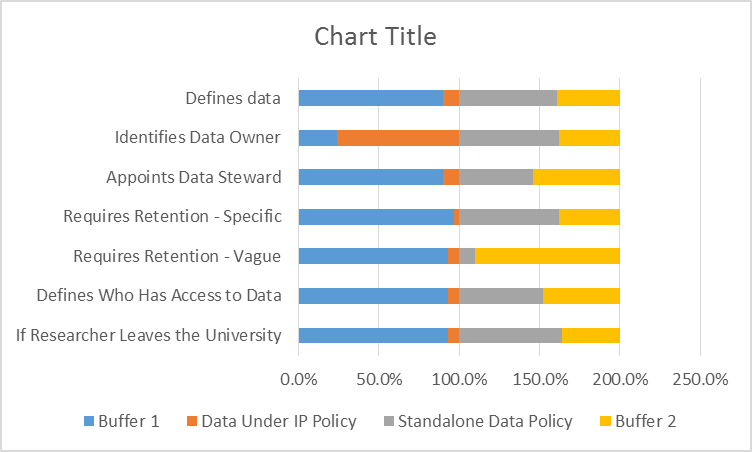 Chart Title
Defines data
Identifies Data Owner
Appoints Data Steward
Requires Retention - Specific
Requires Retention - Vague
Defines Who Has Access to Data
If Researcher Leaves the University
0.0% 50.0% 100.0% 150.0% 200.0% 250.0%
Buffer 1 Data Under IP Policy Standalone Data Policy Buffer 2